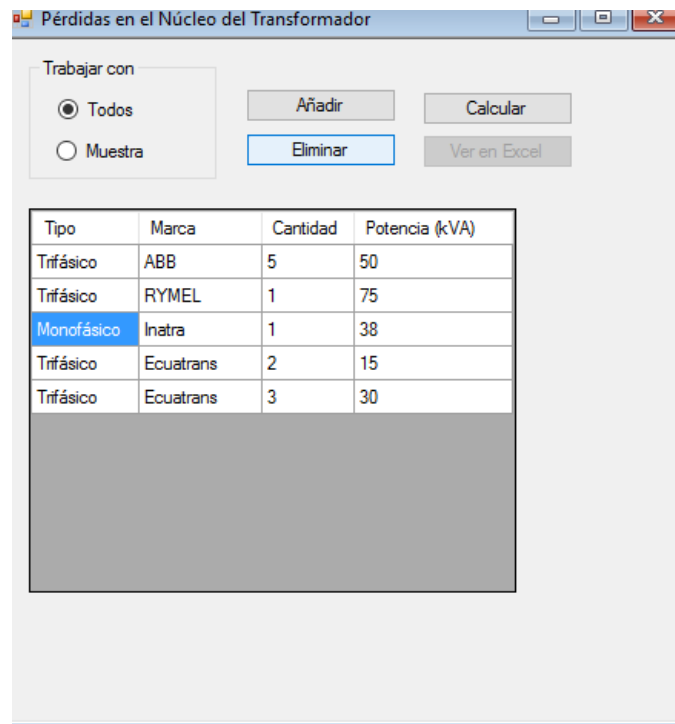 Pérdidas en el Núcleo del Transformador
Trabajar con
Todos
Muestra
Añadir
Calcular
Eliminar
Ver en Excel
Tipo Marca Cantidad Potencia (kVA)
Trifásico ABB 5 50
Trifásico RYMEL 1 75
Monofásico Inatra 1 38
Trifásico Ecuatrans 2 15
Trifásico Ecuatrans 3 30